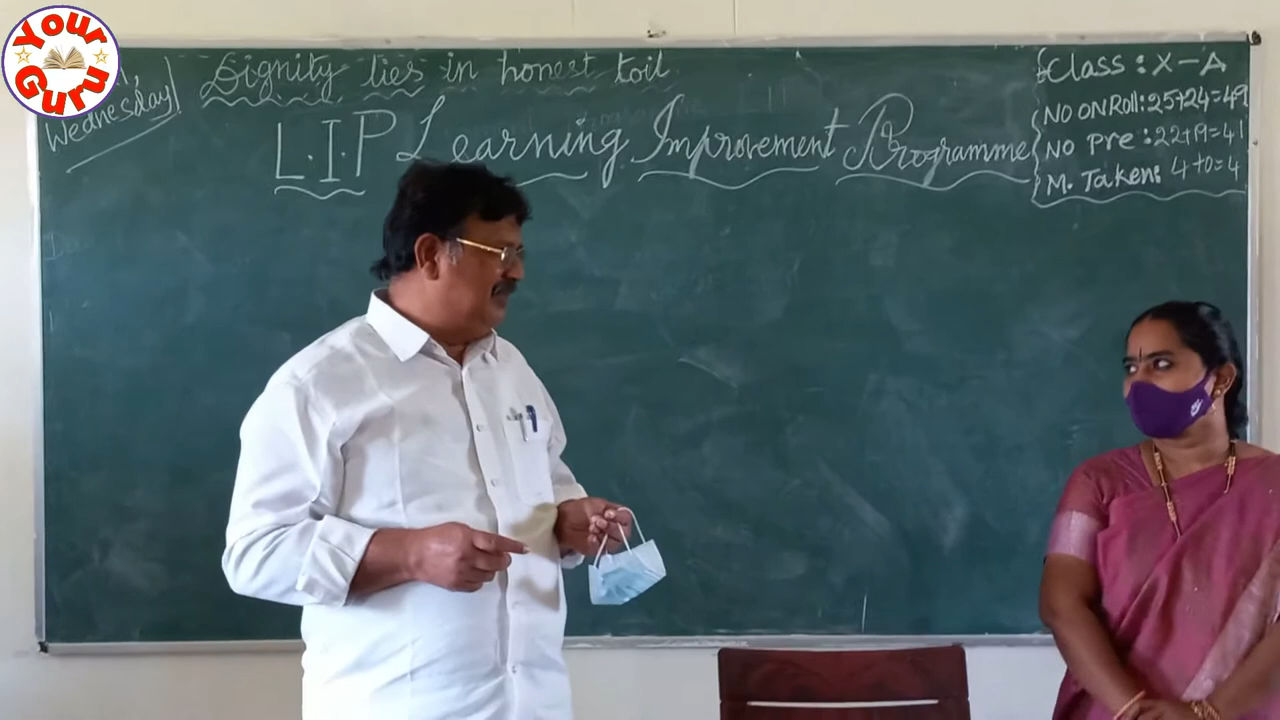 Your
Guru
Wednesday
Dignity lies in honest toil
L.I.P Learning Improvement Programme
Class : X-A
No ON Roll: 25+24=49
No Pre : 22+19=41
M. Taken: 4+0=4